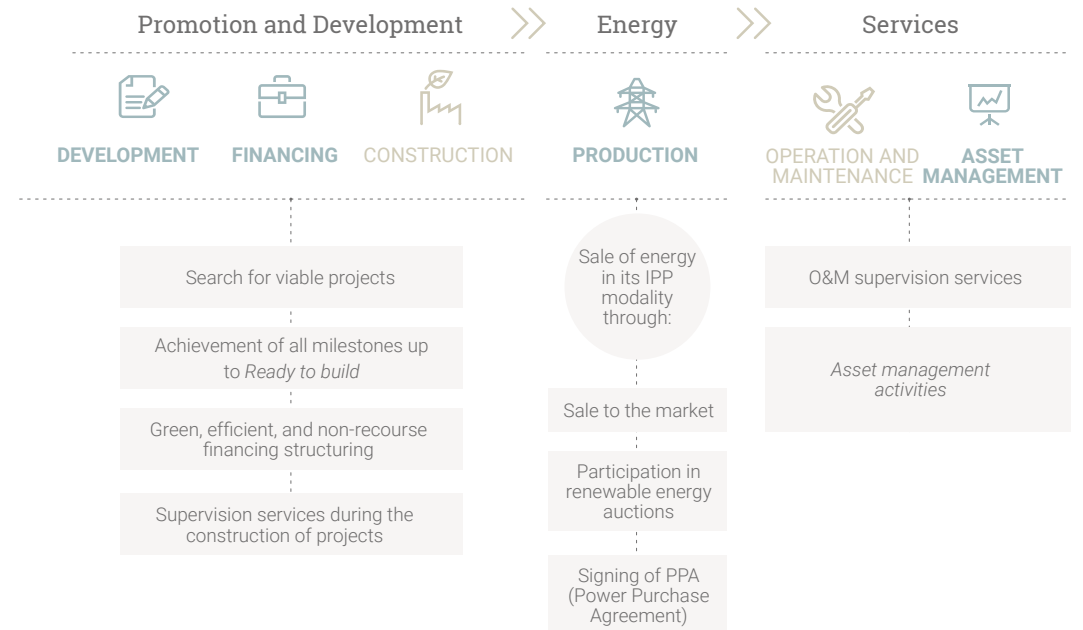 Promotion and Development
Energy
Services
DEVELOPMENT
FINANCING
CONSTRUCTION
PRODUCTION
OPERATION AND
MAINTENANCE
ASSET
MANAGEMENT
Search for viable projects
Achievement of all milestones up
to Ready to build
Green, efficient, and non-recourse
financing structuring
Supervision services during the
construction of projects
Sale of energy
in its IPP
modality
through:
Sale to the market
Participation in
renewable energy
auctions
Signing of PPA
(Power Purchase
Agreement)
O&M supervision services
Asset management
activities